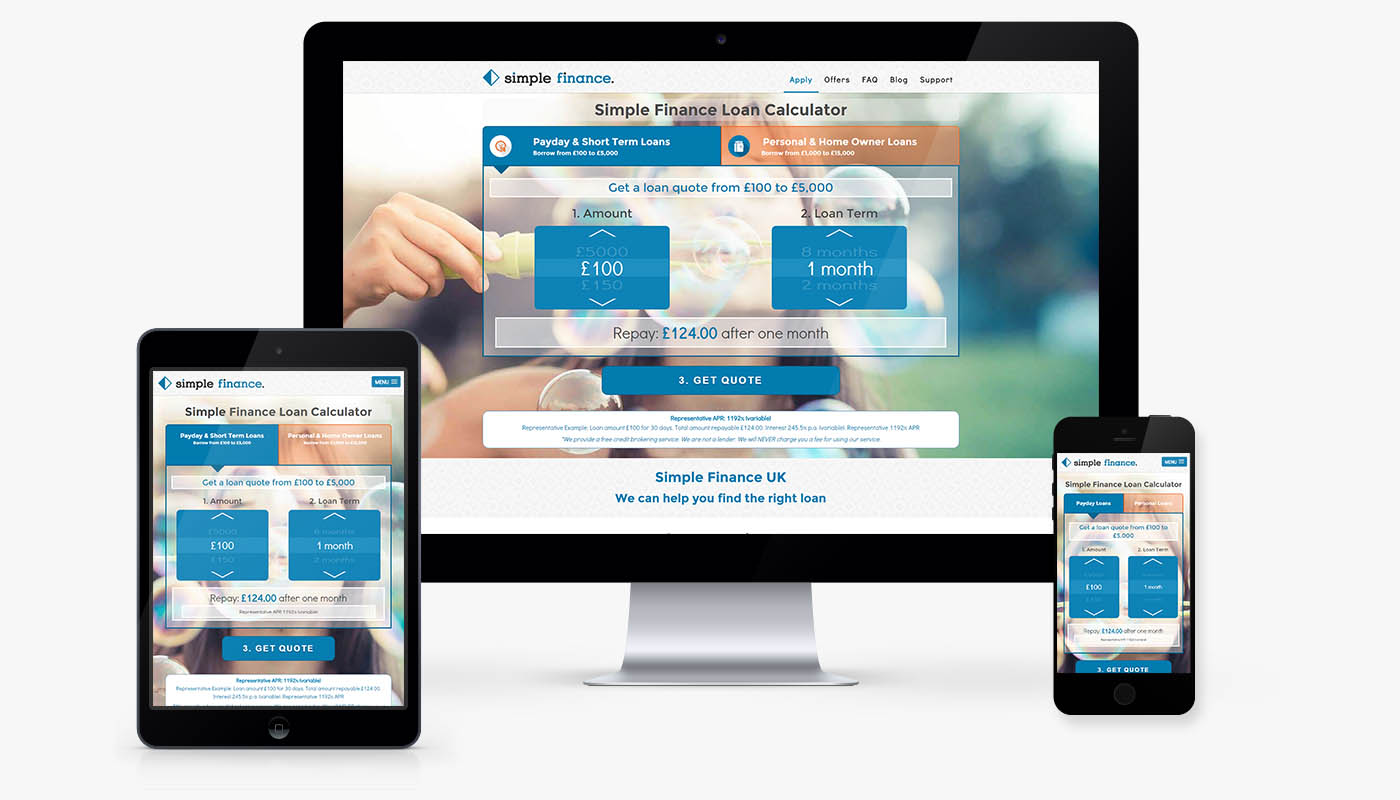 simple finance.
Apply Offers FAQ Blog Support
Simple Finance Loan Calculator
Payday & Short Term Loans
Borrow from £100 to £5,000
Personal & Home Owner Loans
Borrow from £1,000 to £15,000
Get a loan quote from £100 to £5,000
1. Amount
2. Loan Term
£5000
£100
£150
8 months
1 month
2 months
Repay: £124.00 after one month
3. GET QUOTE
Representative APR: 1192% (variable)
Representative Example: Loan amount £100 for 30 days. Total amount repayable £124.00. Interest 245.5% p.a. (variable). Representative 1192% APR
*We provide a free credit brokering service. We are not a lender. We will NEVER charge you a fee for using our service.
Simple Finance UK
We can help you find the right loan
simple finance.
MENU
Simple Finance Loan Calculator
Payday & Short Term Loans
Borrow from £100 to £5,000
Personal & Home Owner Loans
Get a loan quote from £100 to £5,000
1. Amount
2. Loan Term
£5000
£100
£150
6 months
1 month
2 months
Repay: £124.00 after one month
Representative APR: 1192% (variable)
3. GET QUOTE
Representative APR: 1192% (variable)
Representative Example: Loan amount £100 for 30 days. Total amount repayable £124.00.
Interest 245.5% p.a. (variable). Representative 1192% APR
simple finance.
MENU
Simple Finance Loan Calculator
Payday Loans
Personal Loans
Get a loan quote from £100 to
£5,000
1. Amount
2. Loan Term
£100
1 month
Repay: £124.00 after one month
3. GET QUOTE